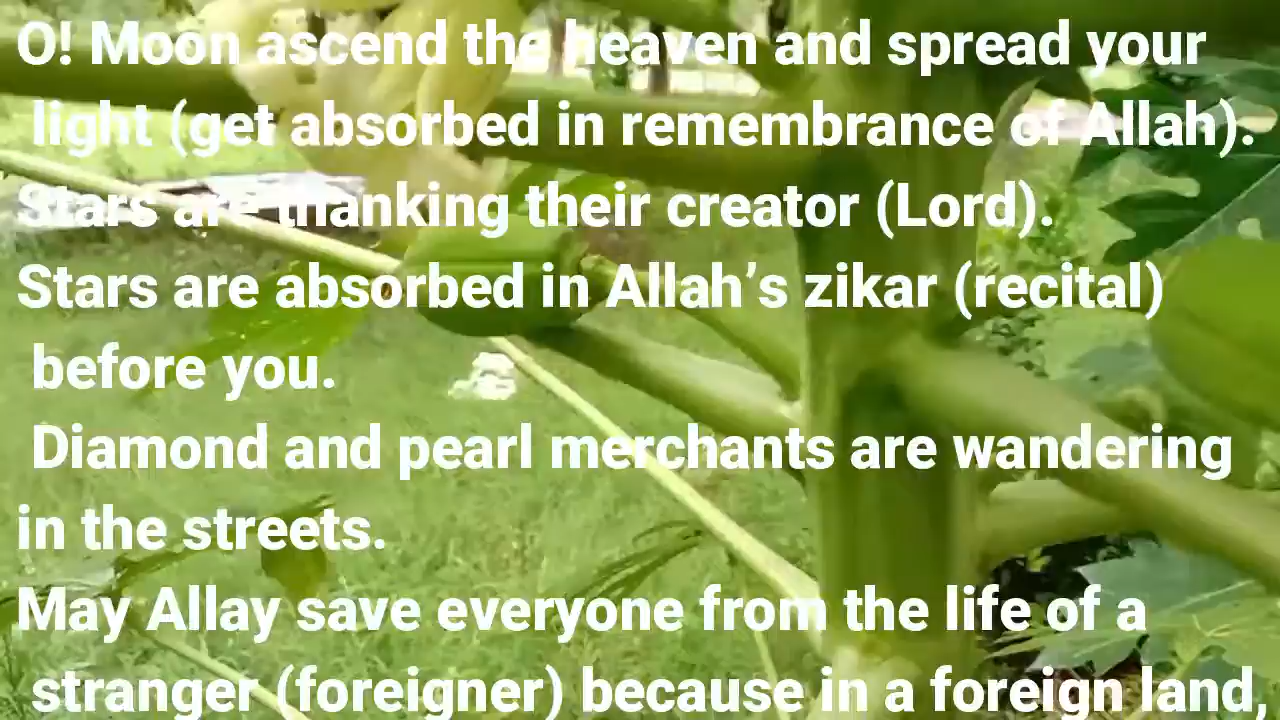 O! Moon ascend the heaven and spread your
light (get absorbed in remembrance of Allah).
Stars are thanking their creator (Lord).
Stars are absorbed in Allah’s zikar (recital)
before you.
Diamond and pearl merchants are wandering
in the streets.
May Allay save everyone from the life of a
stranger (foreigner) because in a foreign land,